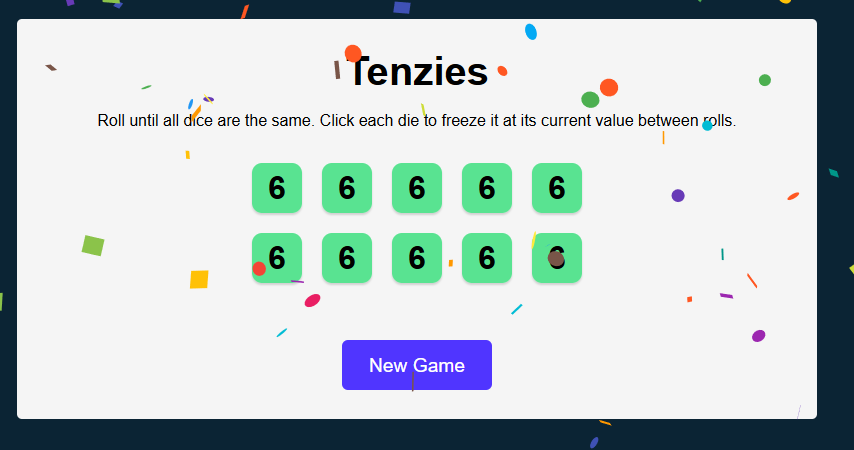 Tenzies
Roll until all dice are the same. Click each die to freeze it at its current value between rolls.
6 6 6 6 6
6 6 6 6 6
New Game